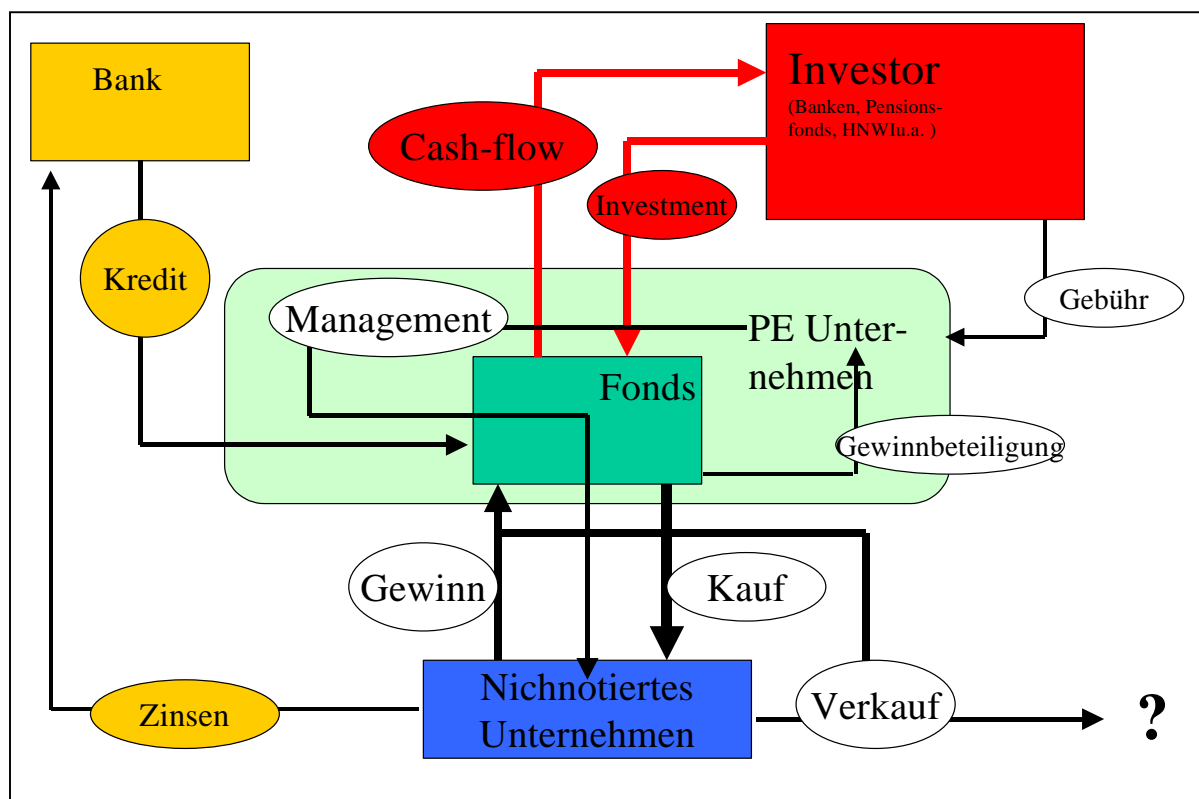 Bank
Investor
(Banken, Pensions-
fonds, HNWIu.a. )
Cash-flow
Investment
Kredit
Gebühr
Management
PE Unter-
nehmen
Fonds
Gewinnbeteiligung
Gewinn
Kauf
Nichnotiertes
Unternehmen
Verkauf
Zinsen
?